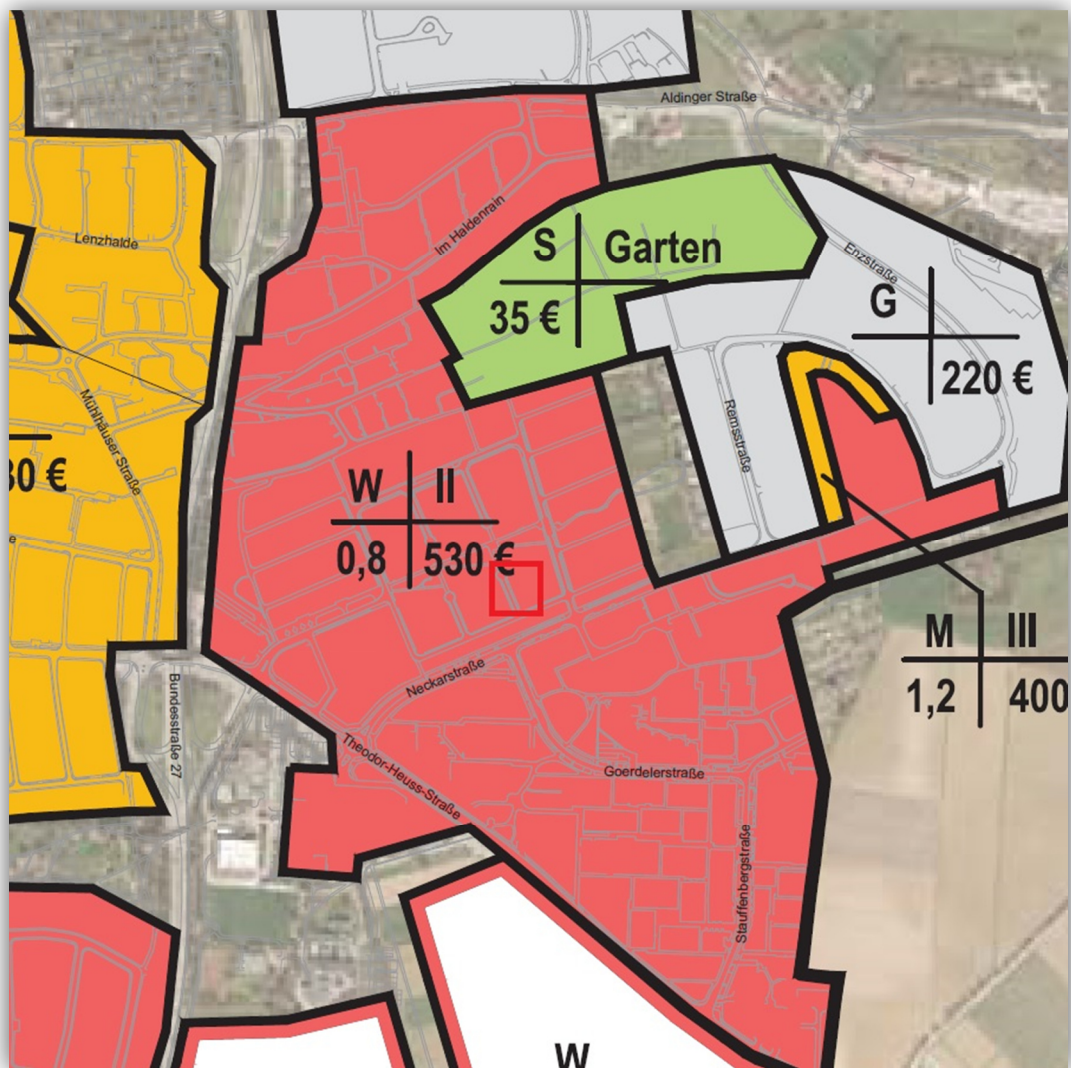 Aldinger Straße
Im Haldenrain
Lenzhalde
S Garten
35 €
Enzstraße
G
220 €
Mühlhäuser Straße
Remsstraße
30 €
W II
0,8 530 €
e
M III
1,2 400
Neckarstraße
Bundesstraße 27
Theodor-Heuss-Straße
Goerdelerstraße
Stauffenbergstraße
W